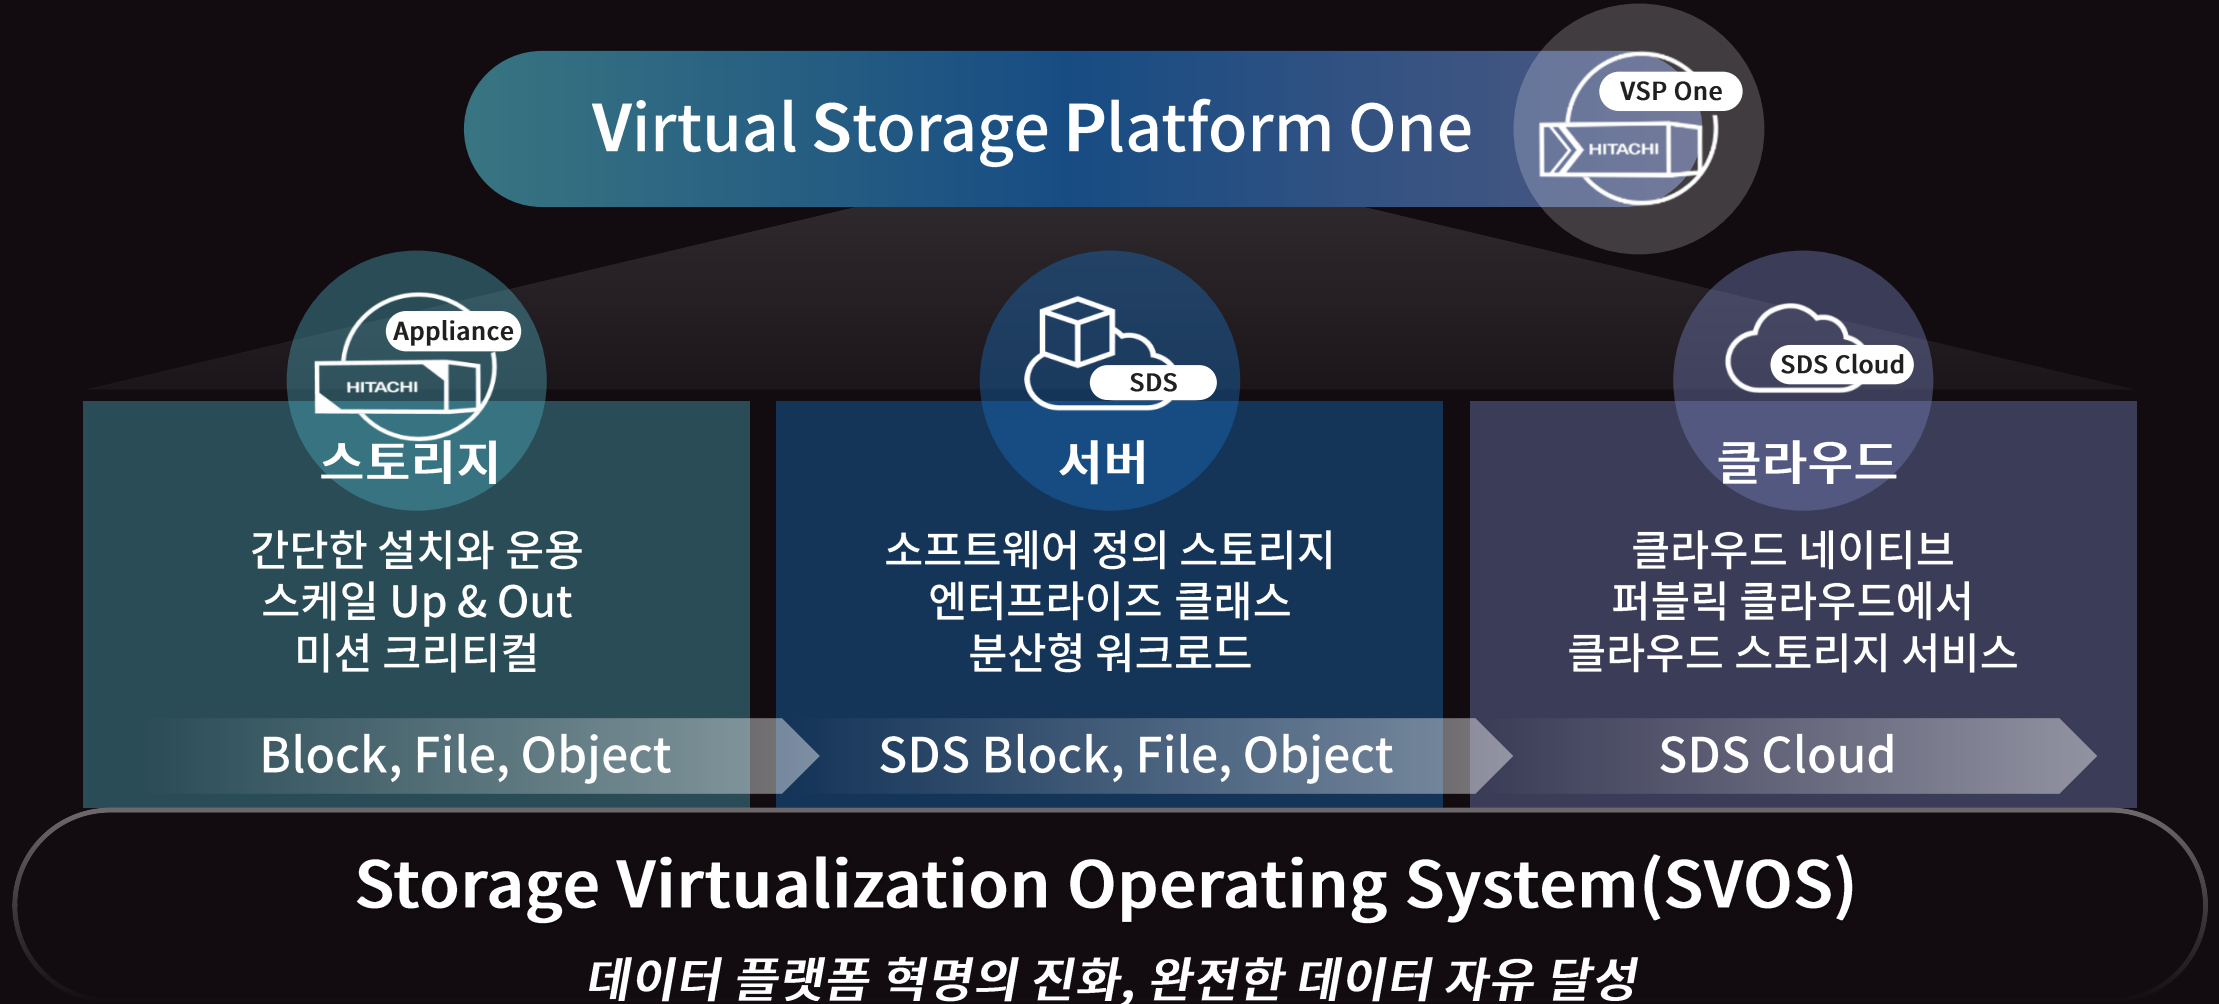 Virtual Storage Platform One
VSP One
HITACHI
Appliance
HITACHI
스토리지
간단한 설치와 운용
스케일 Up & Out
미션 크리티컬
Block, File, Object
SDS
서버
소프트웨어 정의 스토리지
엔터프라이즈 클래스
분산형 워크로드
SDS Block, File, Object
SDS Cloud
클라우드
클라우드 네이티브
퍼블릭 클라우드에서
클라우드 스토리지 서비스
SDS Cloud
Storage Virtualization Operating System(SVOS)
데이터 플랫폼 혁명의 진화, 완전한 데이터 자유 달성